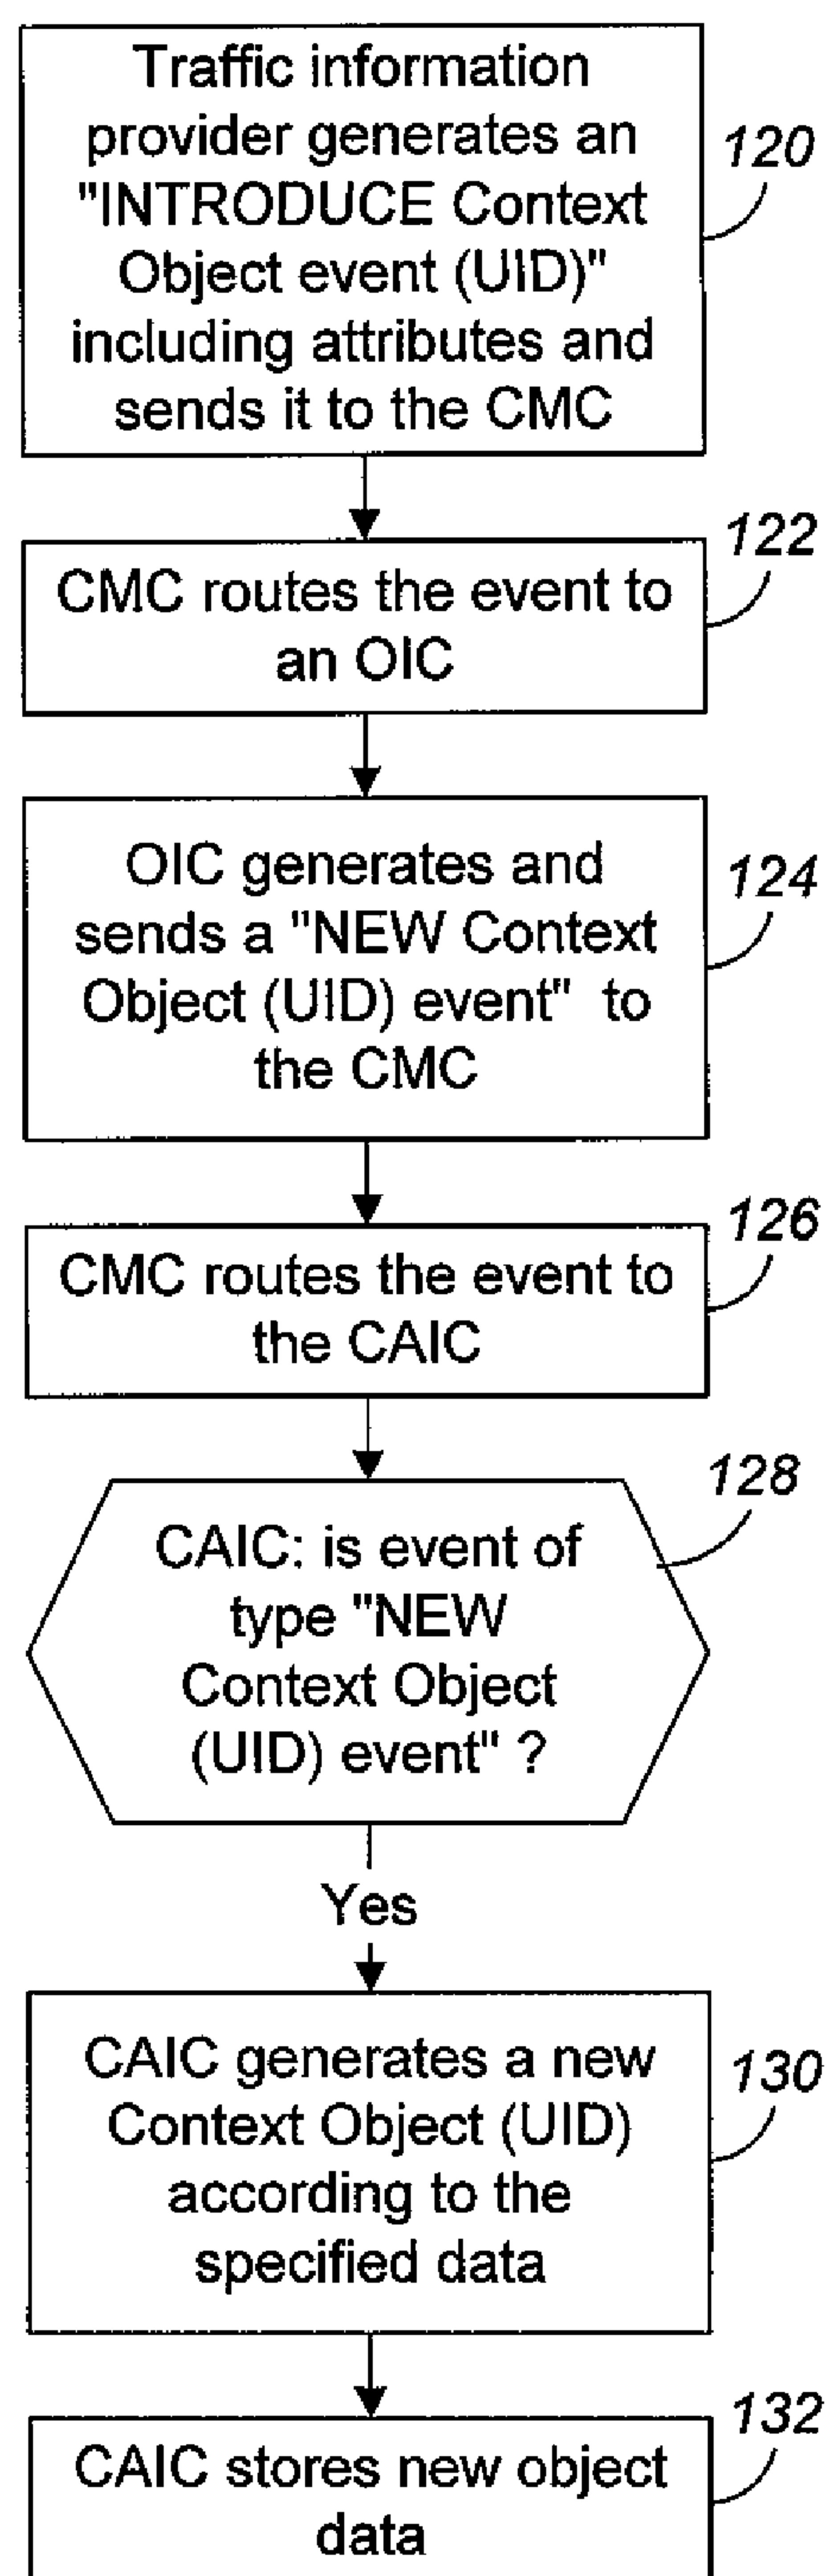 Traffic information
provider generates an
"INTRODUCE Context
Object event (UID)"
including attributes and
sends it to the CMC
120
CMC routes the event to
an OIC
122
OIC generates and
sends a "NEW Context
Object (UID) event" to
the CMC
124
CMC routes the event to
the CAIC
126
CAIC: is event of
type "NEW
Context Object
(UID) event" ?
128
Yes
CAIC generates a new
Context Object (UID)
according to the
specified data
130
CAIC stores new object
data
132